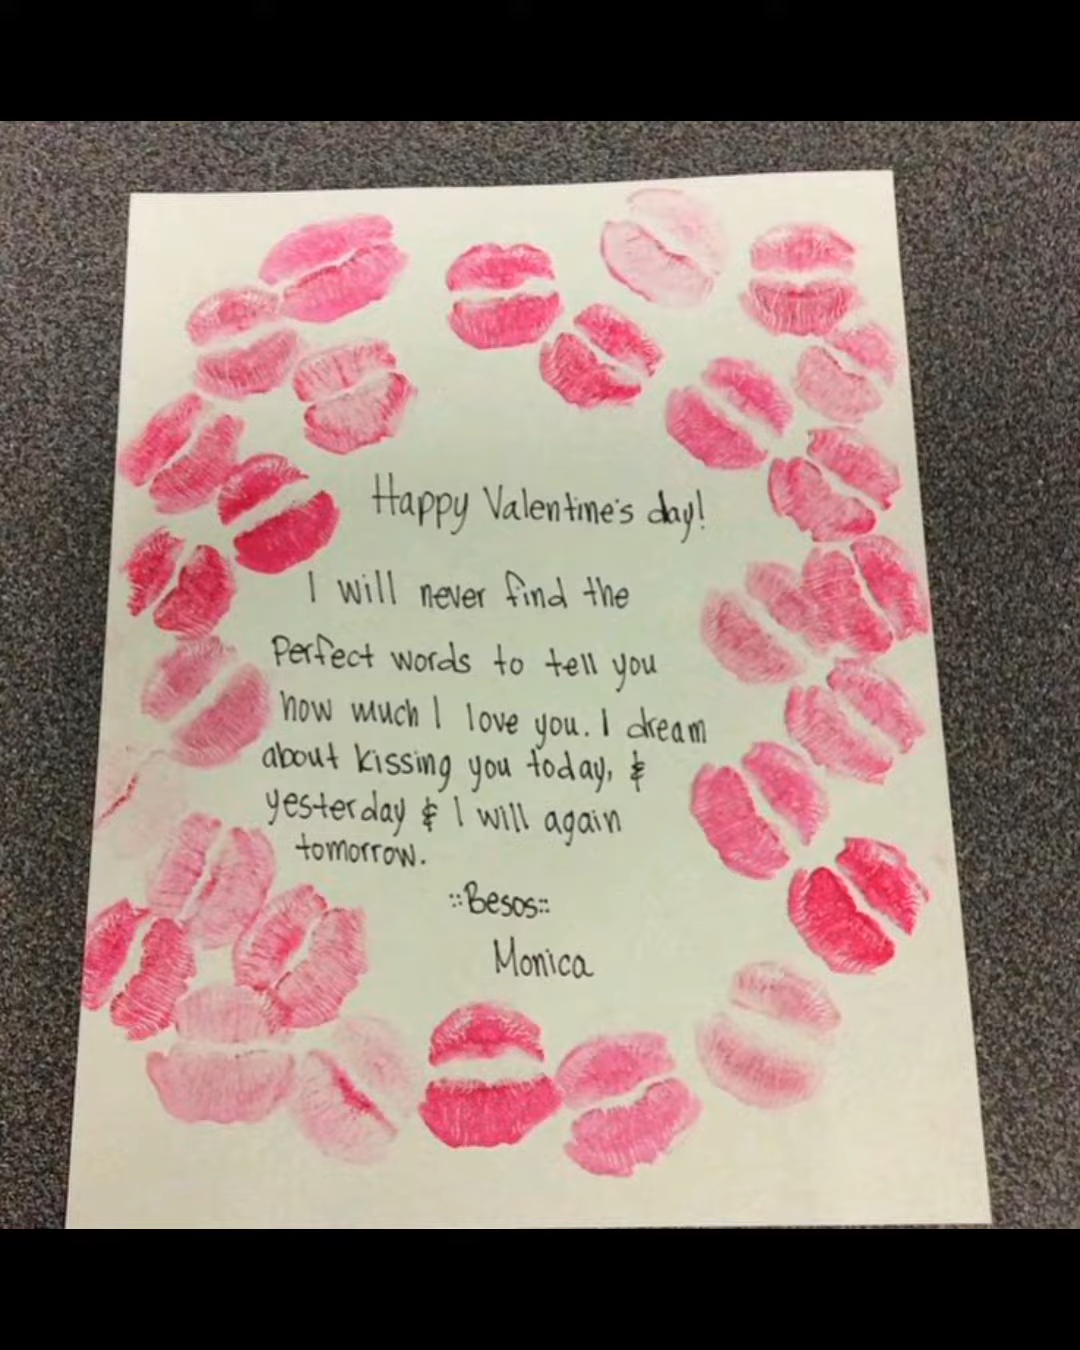 Happy Valentine's day!
I will never find the
Perfect words to tell you
how much I love you. I dream
about kissing you today, &
yesterday & I will again
tomorrow.
::Besos::
Monica